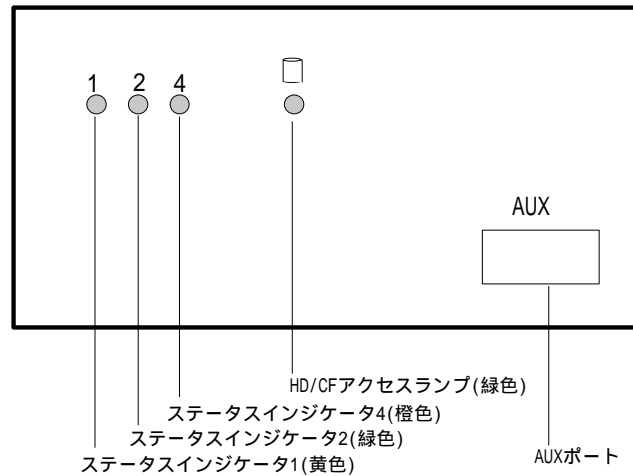 1 2 4
AUX
HD/CFアクセスランプ(緑色)
ステータスインジケータ4(橙色)
ステータスインジケータ2(緑色)
ステータスインジケータ1(黄色)
AUXポート